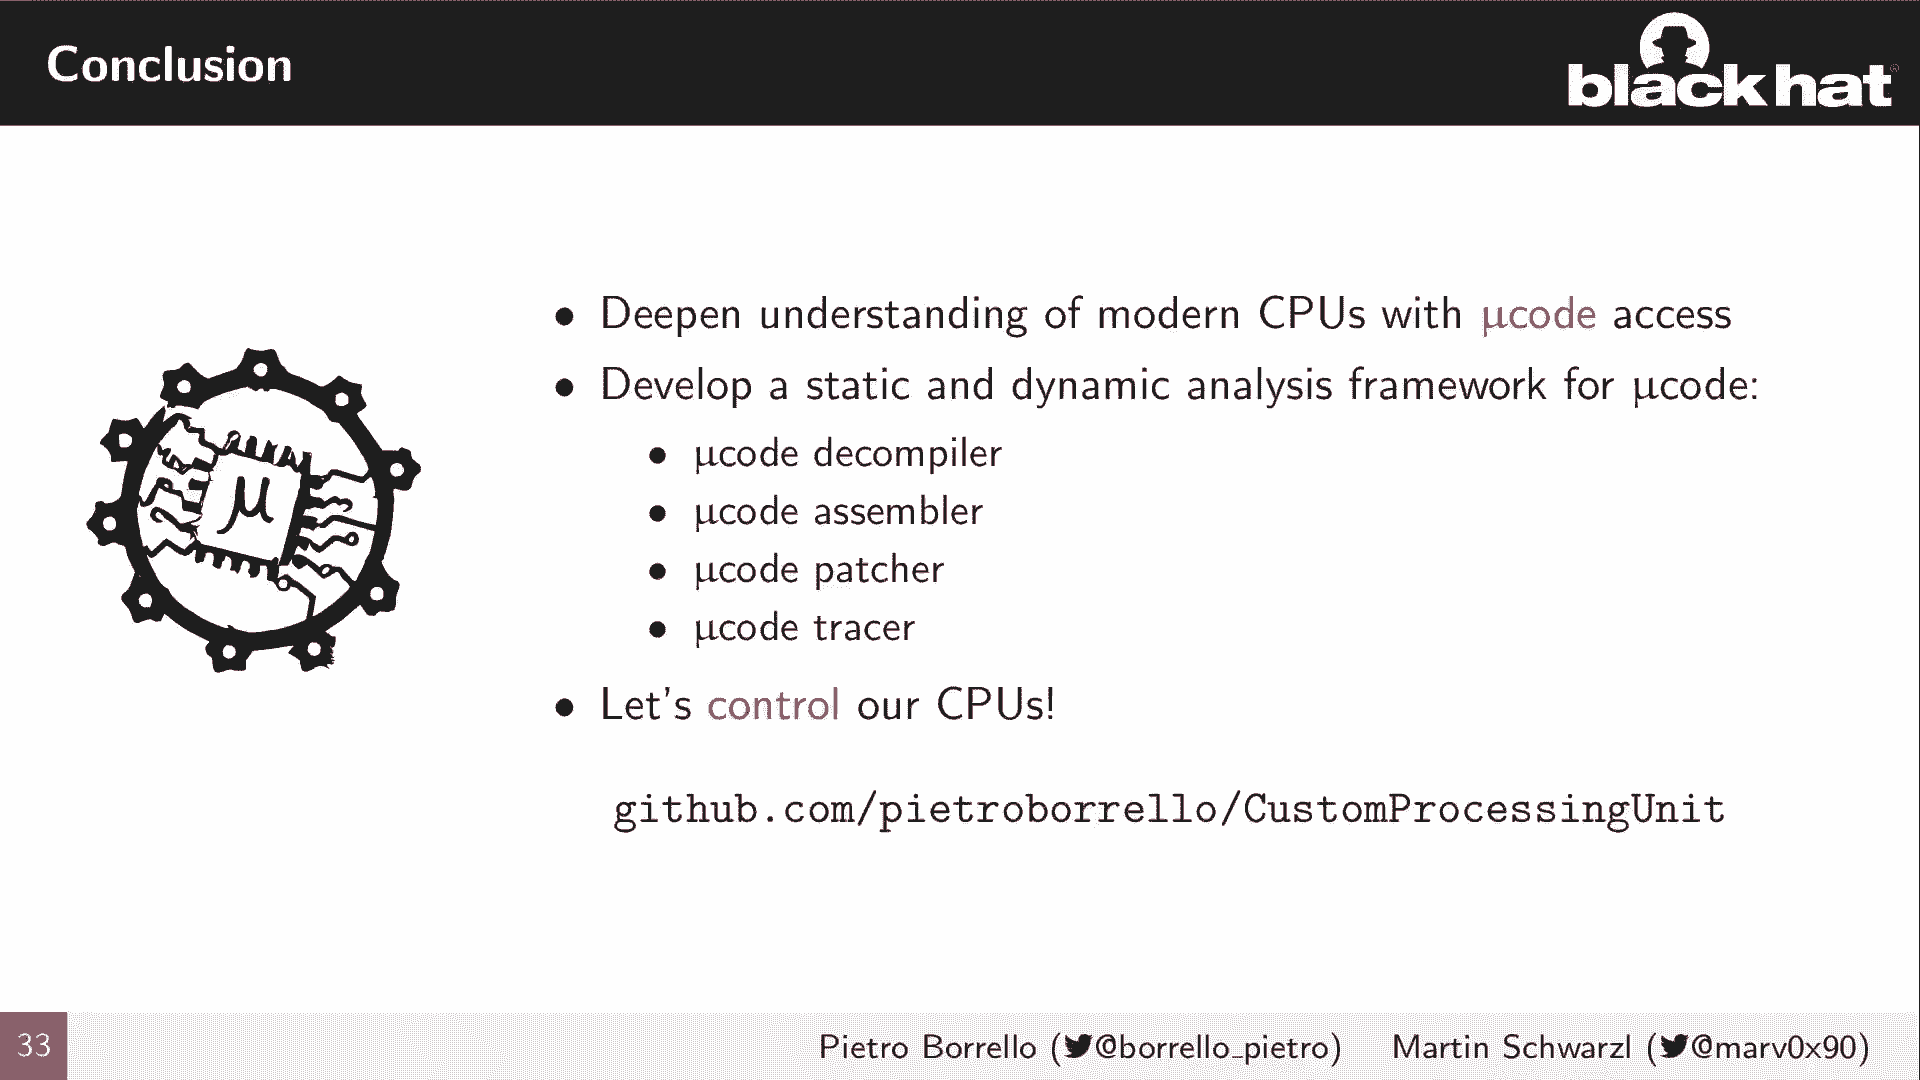 Conclusion
black hat®
• Deepen understanding of modern CPUs with μcode access
• Develop a static and dynamic analysis framework for μcode:
• μcode decompiler
• μcode assembler
• μcode patcher
• μcode tracer
• Let's control our CPUs!
github.com/pietroborrello/CustomProcessingUnit
μ
33
Pietro Borrello (@borrello_pietro) Martin Schwarzl (@marv0x90)